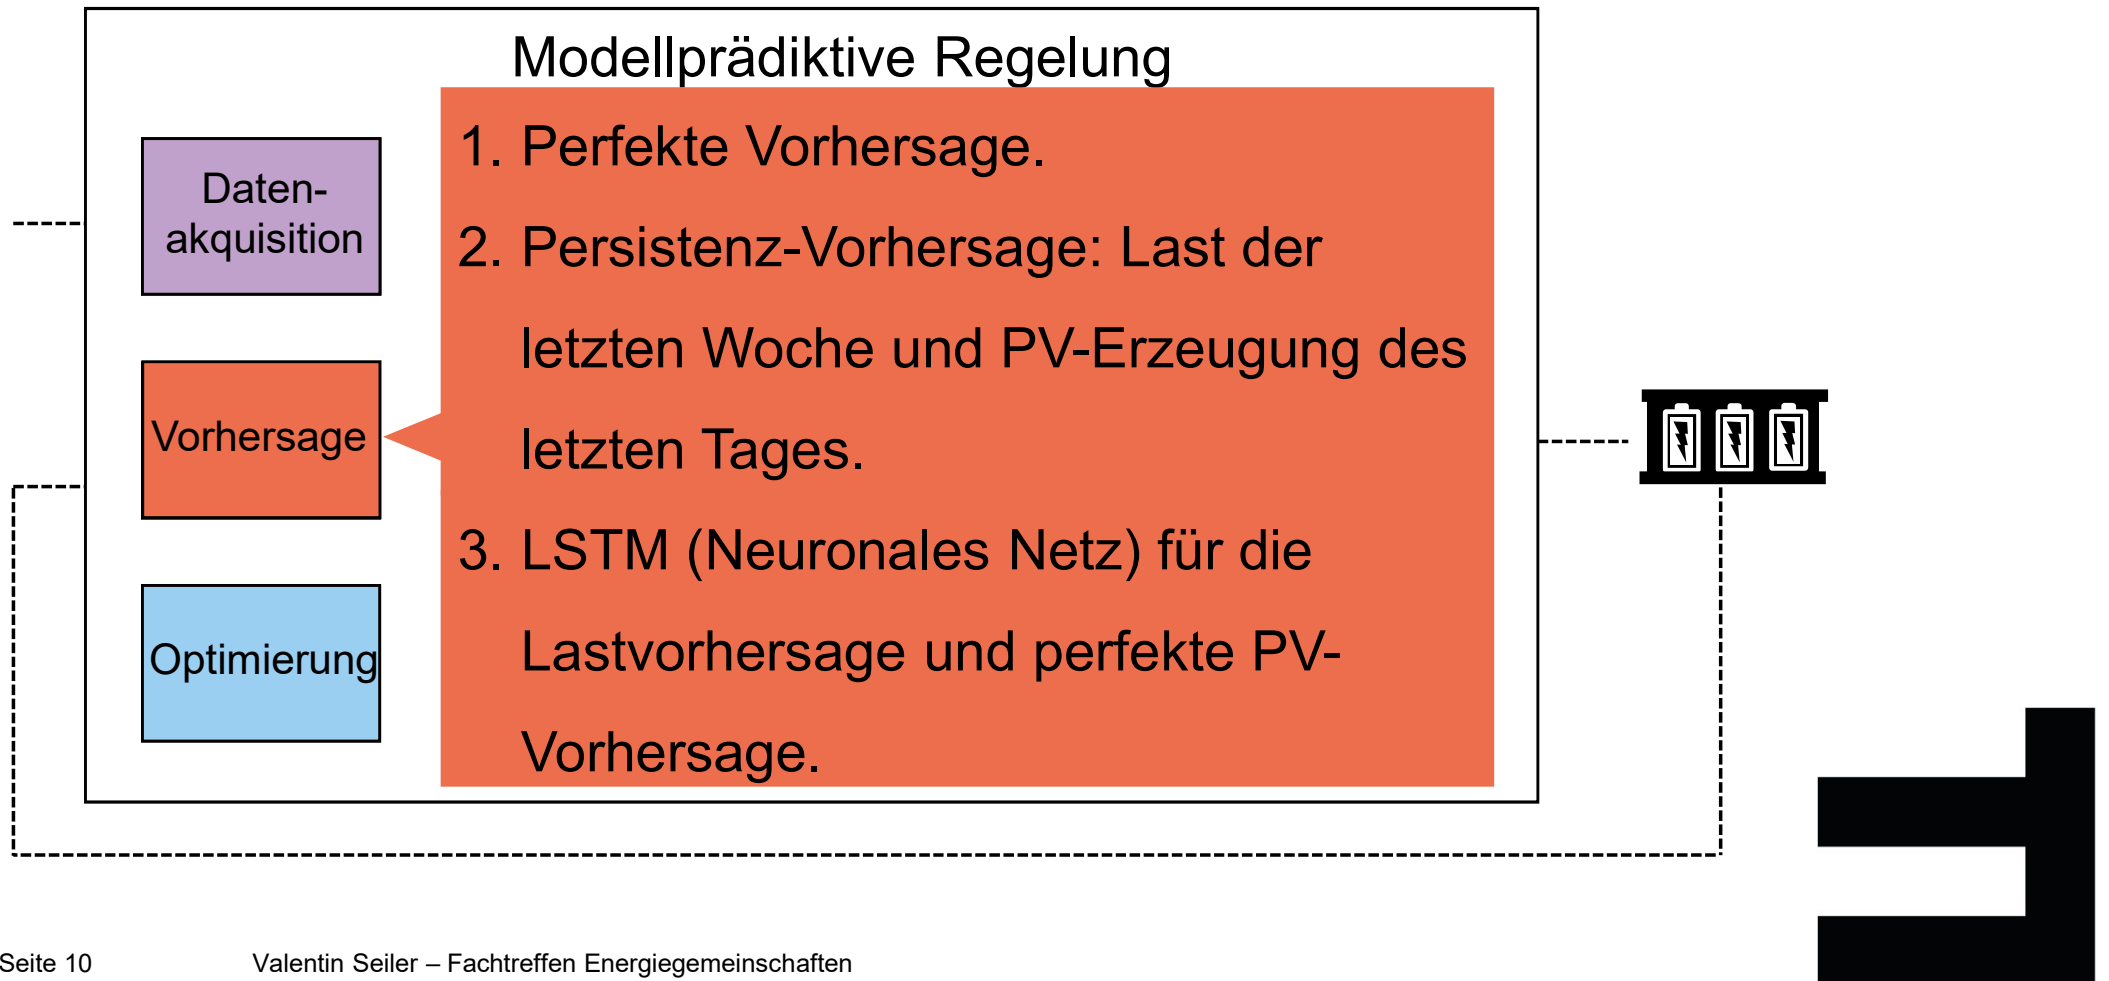 Modellprädiktive Regelung
Daten-
akquisition
Vorhersage
Optimierung
1. Perfekte Vorhersage.
2. Persistenz-Vorhersage: Last der
letzten Woche und PV-Erzeugung des
letzten Tages.
3. LSTM (Neuronales Netz) für die
Lastvorhersage und perfekte PV-
Vorhersage.
Seite 10
Valentin Seiler – Fachtreffen Energiegemeinschaften